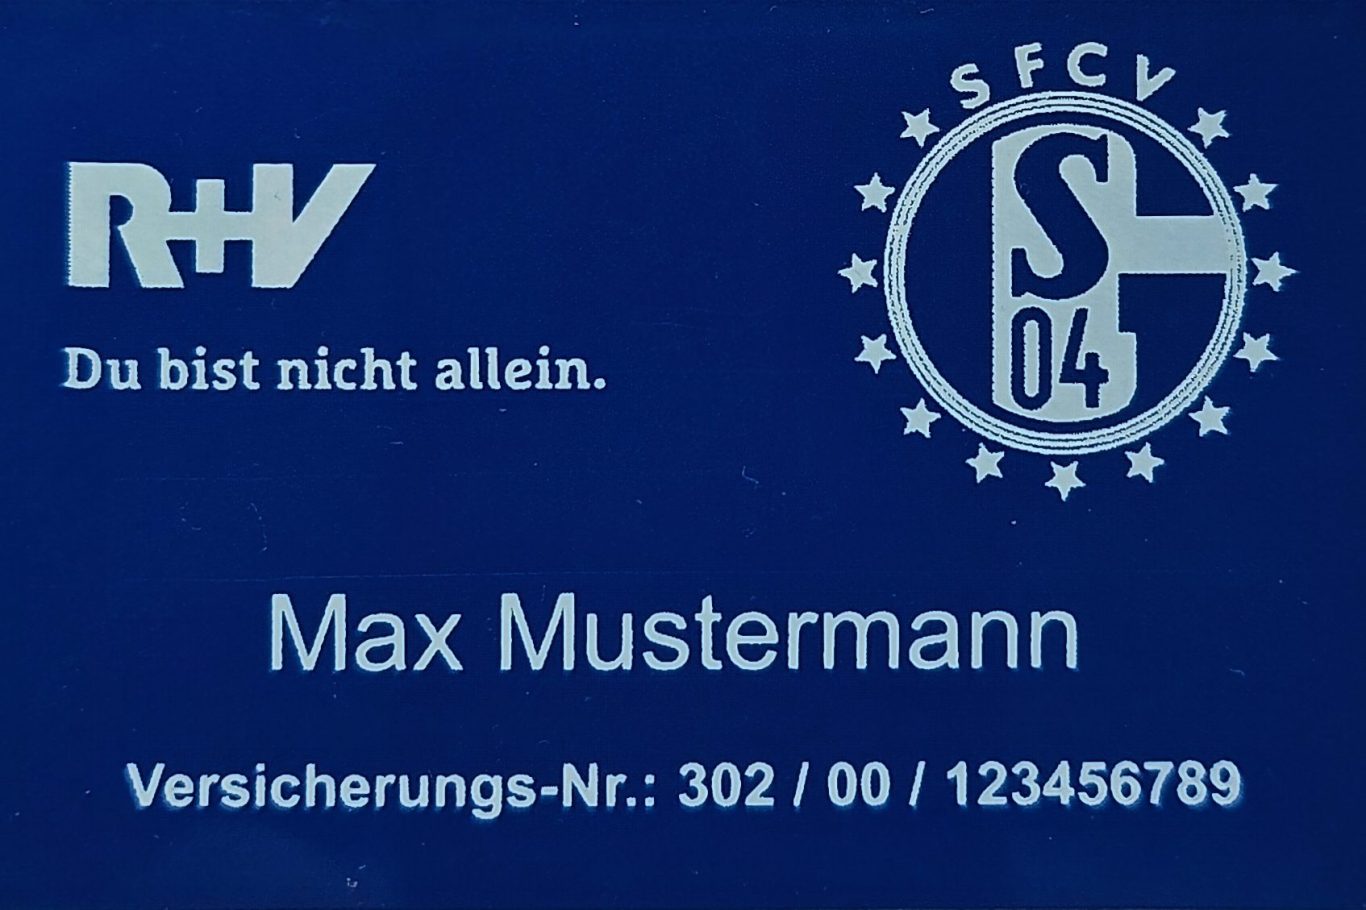 SFCV
R+V
S
04
Du bist nicht allein.
Max Mustermann
Versicherungs-Nr.: 302 / 00 / 123456789